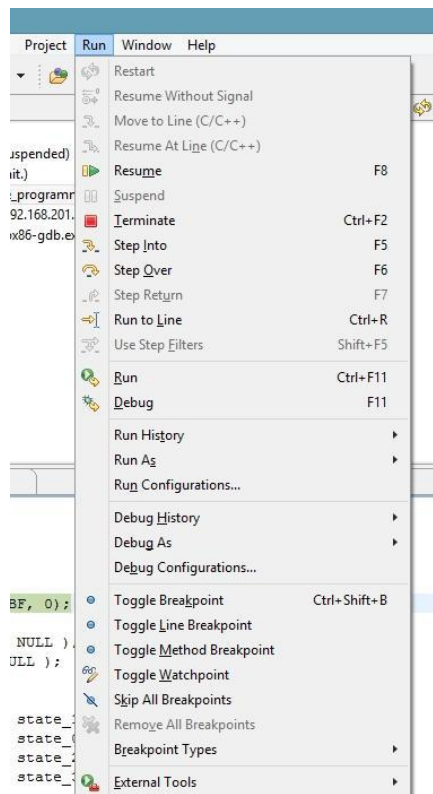 Project Run Window Help
Restart
Resume Without Signal
Move to Line (C/C++)
Resume At Line (C/C++)
uspended)
Resume F8
nit.)
Suspend
_programm
Terminate Ctrl+F2
92.168.201.
Step Into F5
x86-gdb.ex
Step Over F6
Step Return F7
Run to Line Ctrl+R
Use Step Filters Shift+F5
Run Ctrl+F11
Debug F11
Run History
Run As
Run Configurations...
Debug History
Debug As
Debug Configurations...
BF, 0);
Toggle Breakpoint Ctrl+Shift+B
Toggle Line Breakpoint
NULL ),
Toggle Method Breakpoint
ULL );
Toggle Watchpoint
Skip All Breakpoints
state_
Remove All Breakpoints
state_
Breakpoint Types
state_
state_
External Tools